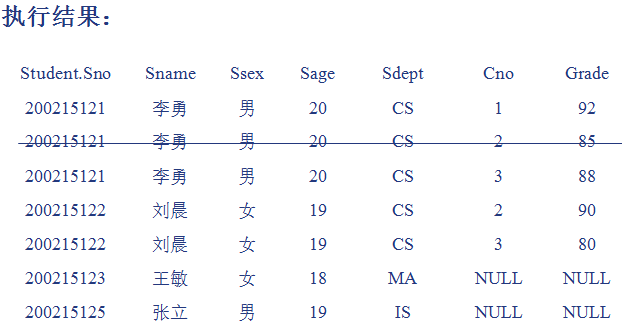 执行结果：
Student.Sno Sname Ssex Sage Sdept Cno Grade
200215121 李勇 男 20 CS 1 92
200215121 李勇 男 20 CS 2 85
200215121 李勇 男 20 CS 3 88
200215122 刘晨 女 19 CS 2 90
200215122 刘晨 女 19 CS 3 80
200215123 王敏 女 18 MA NULL NULL
200215125 张立 男 19 IS NULL NULL